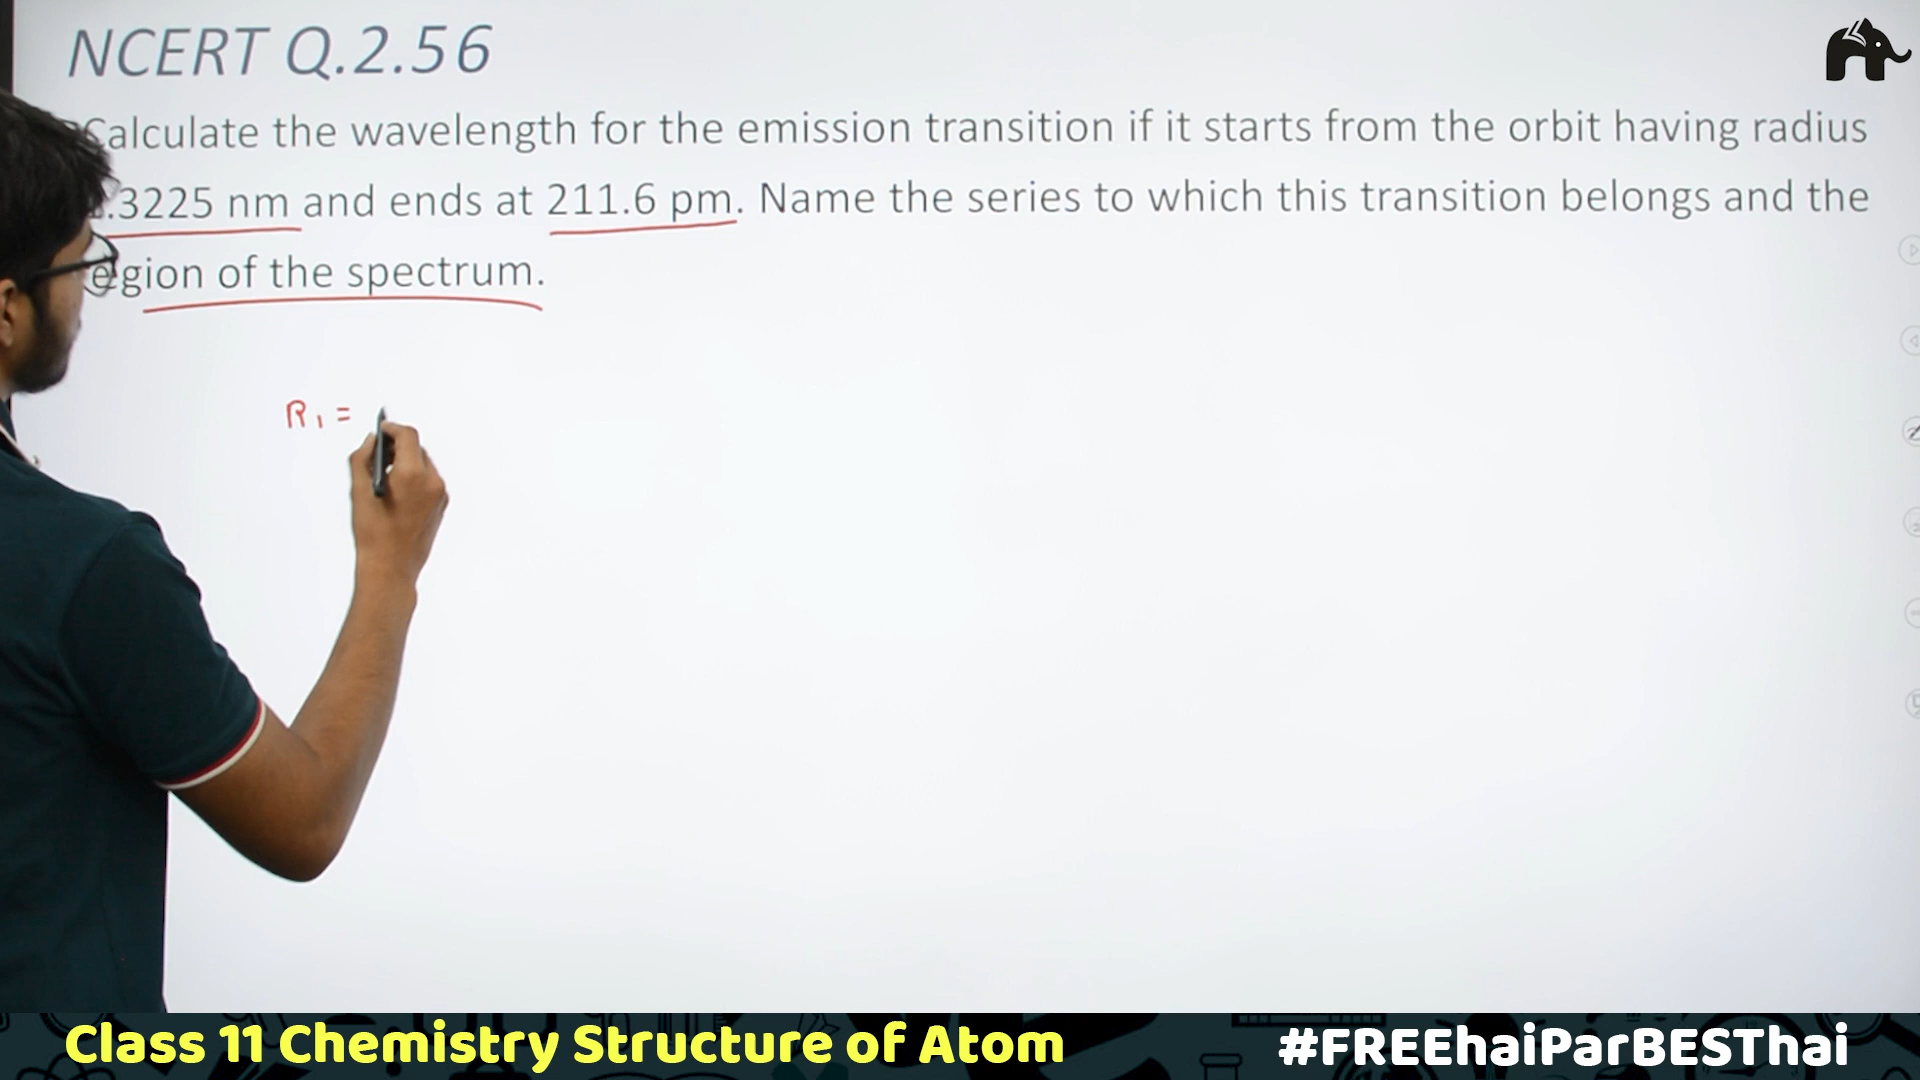 NCERT Q.2.56
Calculate the wavelength for the emission transition if it starts from the orbit having radius
.3225 nm and ends at 211.6 pm. Name the series to which this transition belongs and the
egion of the spectrum.
R₁ =
Class 11 Chemistry Structure of Atom
#FREEhaiParBESThai